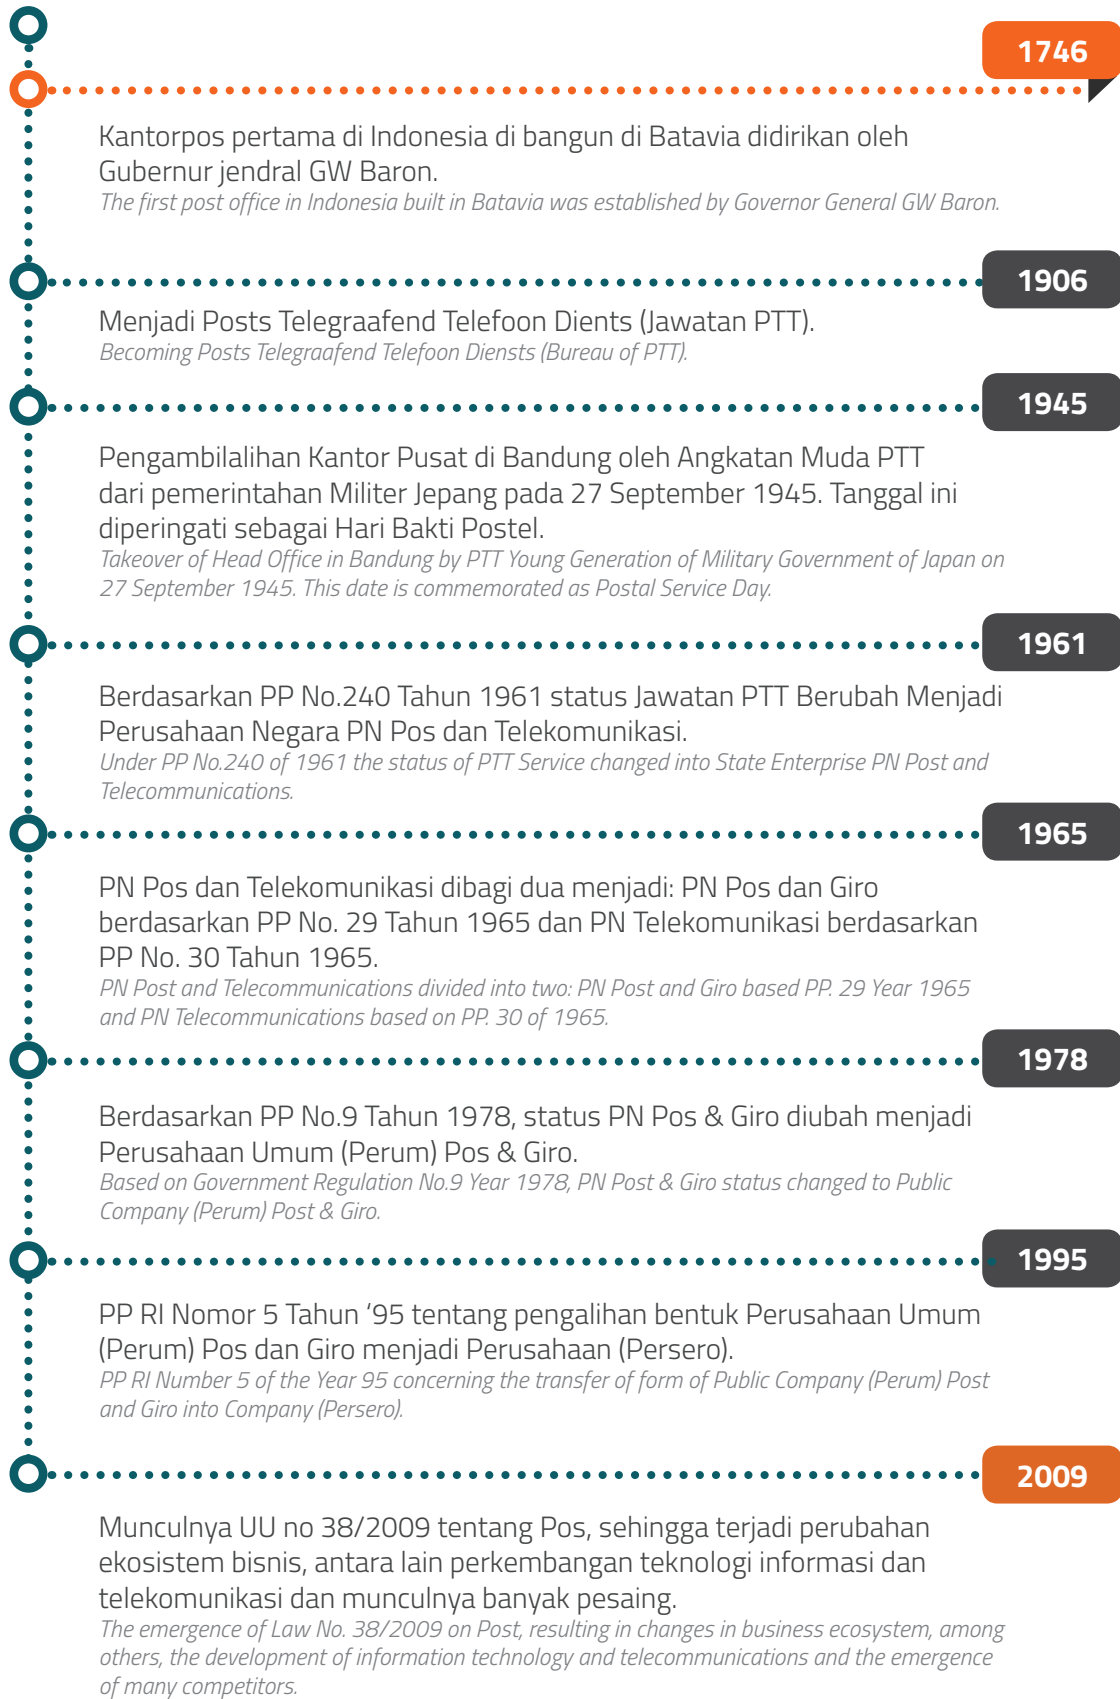 1746
Kantorpos pertama di Indonesia di bangun di Batavia didirikan oleh
Gubernur jendral GW Baron.
The first post office in Indonesia built in Batavia was established by Governor General GW Baron.
1906
Menjadi Posts Telegraafend Telefoon Dients (Jawatan PTT).
Becoming Posts Telegraafend Telefoon Diensts (Bureau of PTT).
1945
Pengambilalihan Kantor Pusat di Bandung oleh Angkatan Muda PTT
dari pemerintahan Militer Jepang pada 27 September 1945. Tanggal ini
diperingati sebagai Hari Bakti Postel.
Takeover of Head Office in Bandung by PTT Young Generation of Military Government of Japan on
27 September 1945. This date is commemorated as Postal Service Day.
1961
Berdasarkan PP No.240 Tahun 1961 status Jawatan PTT Berubah Menjadi
Perusahaan Negara PN Pos dan Telekomunikasi.
Under PP No.240 of 1961 the status of PTT Service changed into State Enterprise PN Post and
Telecommunications.
1965
PN Pos dan Telekomunikasi dibagi dua menjadi: PN Pos dan Giro
berdasarkan PP No. 29 Tahun 1965 dan PN Telekomunikasi berdasarkan
PP No. 30 Tahun 1965.
PN Post and Telecommunications divided into two: PN Post and Giro based PP. 29 Year 1965
and PN Telecommunications based on PP. 30 of 1965.
1978
Berdasarkan PP No.9 Tahun 1978, status PN Pos & Giro diubah menjadi
Perusahaan Umum (Perum) Pos & Giro.
Based on Government Regulation No.9 Year 1978, PN Post & Giro status changed to Public
Company (Perum) Post & Giro.
1995
PP RI Nomor 5 Tahun ‘95 tentang pengalihan bentuk Perusahaan Umum
(Perum) Pos dan Giro menjadi Perusahaan (Persero).
PP RI Number 5 of the Year 95 concerning the transfer of form of Public Company (Perum) Post
and Giro into Company (Persero).
2009
Munculnya UU no 38/2009 tentang Pos, sehingga terjadi perubahan
ekosistem bisnis, antara lain perkembangan teknologi informasi dan
telekomunikasi dan munculnya banyak pesaing.
The emergence of Law No. 38/2009 on Post, resulting in changes in business ecosystem, among
others, the development of information technology and telecommunications and the emergence
of many competitors.